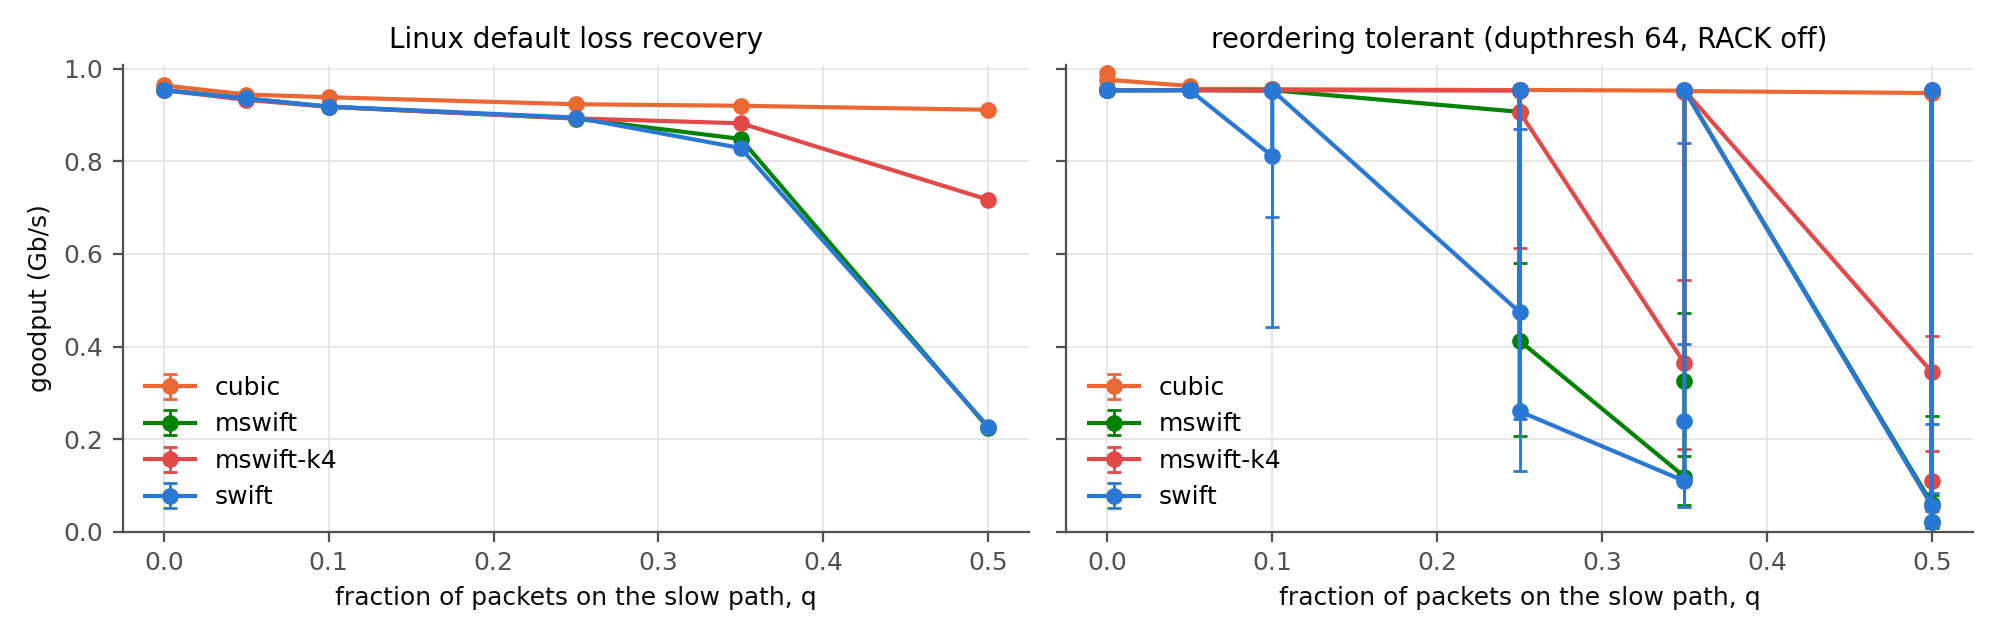 Linux default loss recovery
reordering tolerant (dupthresh 64, RACK off)
goodput (Gb/s)
1.0
0.8
0.6
0.4
0.2
0.0
cubic
mswift
mswift-k4
swift
0.0 0.1 0.2 0.3 0.4 0.5
fraction of packets on the slow path, q
cubic
mswift
mswift-k4
swift
0.0 0.1 0.2 0.3 0.4 0.5
fraction of packets on the slow path, q